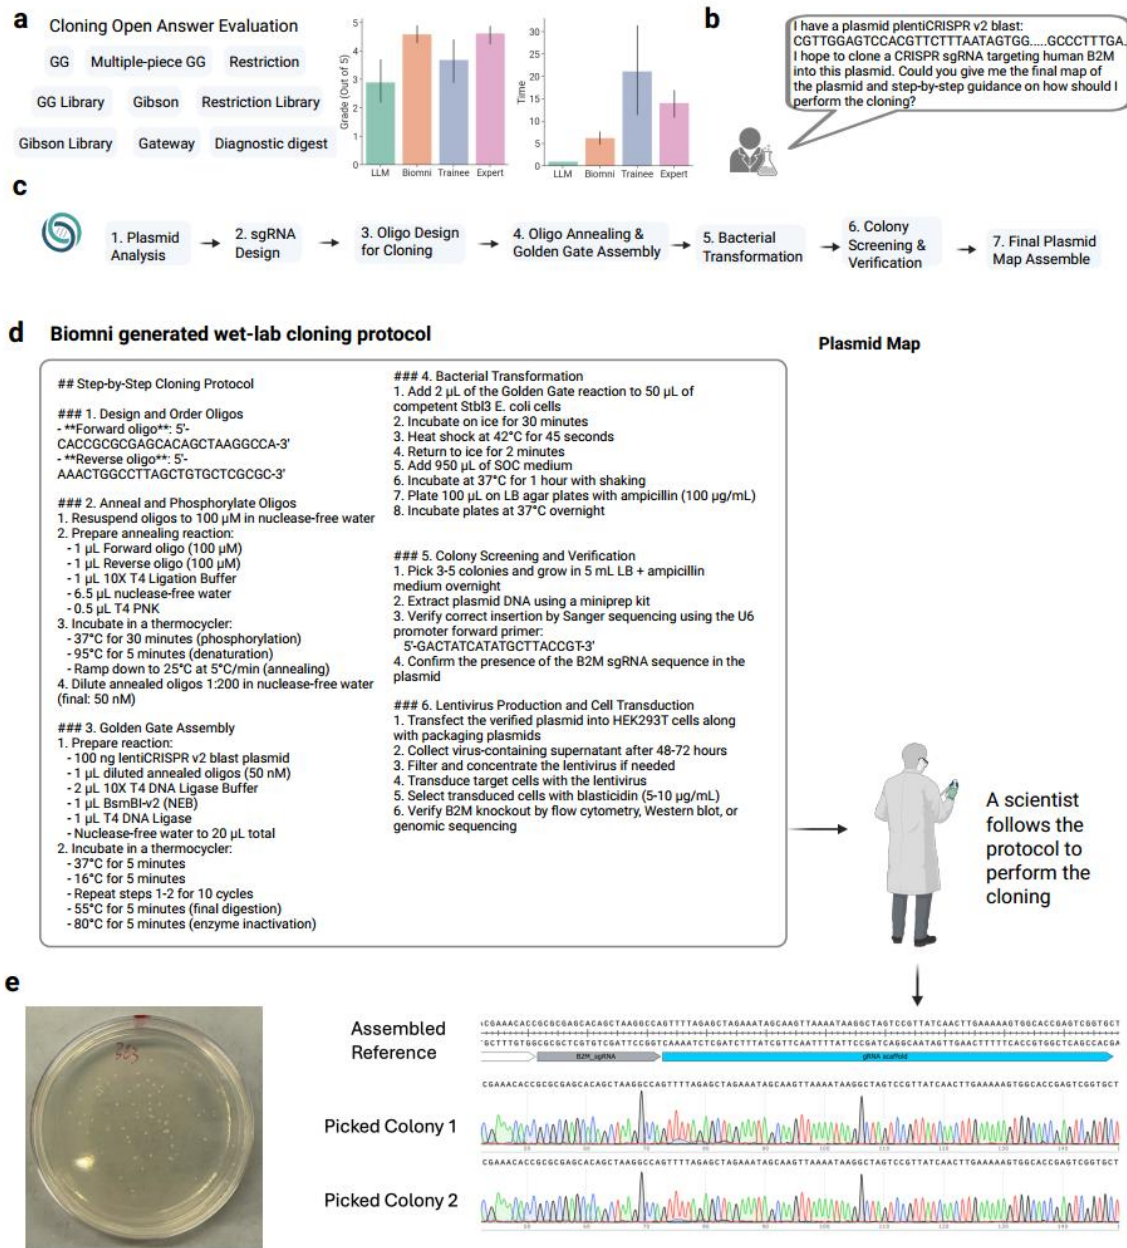 a
Cloning Open Answer Evaluation
GG
Multiple-piece GG
Restriction
GG Library
Gibson
Restriction Library
Gibson Library
Gateway
Diagnostic digest
Grade (Out of 5)
5
4
3
2
1
0
LLM
Biomni
Trainee
Expert
Time
30
25
20
15
10
5
0
LLM
Biomni
Trainee
Expert
b
I have a plasmid plentiCRISPR v2 blast:
CGTTGGAGTCCACGTTCTTTAATAGTGG.....GCCCTTTGA.
I hope to clone a CRISPR sgRNA targeting human B2M
into this plasmid. Could you give me the final map of
the plasmid and step-by-step guidance on how should I
perform the cloning?
c
1. Plasmid
Analysis
2. sgRNA
Design
3. Oligo Design
for Cloning
4. Oligo Annealing &
Golden Gate Assembly
5. Bacterial
Transformation
6. Colony
Screening &
Verification
7. Final Plasmid
Map Assemble
d
Biomni generated wet-lab cloning protocol
Plasmid Map
## Step-by-Step Cloning Protocol
### 1. Design and Order Oligos
- **Forward oligo**: 5'-
CACCGCGCGAGCACAGCTAAGGCCA-3'
- **Reverse oligo**: 5'-
AAACTGGCCTTAGCTGTGCTCGCGC-3'
### 2. Anneal and Phosphorylate Oligos
1. Resuspend oligos to 100 µM in nuclease-free water
2. Prepare annealing reaction:
- 1 µL Forward oligo (100 µM)
- 1 µL Reverse oligo (100 µM)
- 1 µL 10X T4 Ligation Buffer
- 6.5 µL nuclease-free water
- 0.5 µL T4 PNK
3. Incubate in a thermocycler:
- 37°C for 30 minutes (phosphorylation)
- 95°C for 5 minutes (denaturation)
- Ramp down to 25°C at 5°C/min (annealing)
4. Dilute annealed oligos 1:200 in nuclease-free water
(final: 50 nM)
### 3. Golden Gate Assembly
1. Prepare reaction:
- 100 ng lentiCRISPR v2 blast plasmid
- 1 µL diluted annealed oligos (50 nM)
- 2 µL 10X T4 DNA Ligase Buffer
- 1 µL BsmBI-v2 (NEB)
- 1 µL T4 DNA Ligase
- Nuclease-free water to 20 µL total
2. Incubate in a thermocycler:
- 37°C for 5 minutes
- 16°C for 5 minutes
- Repeat steps 1-2 for 10 cycles
- 55°C for 5 minutes (final digestion)
- 80°C for 5 minutes (enzyme inactivation)
### 4. Bacterial Transformation
1. Add 2 µL of the Golden Gate reaction to 50 µL of
competent Stbl3 E. coli cells
2. Incubate on ice for 30 minutes
3. Heat shock at 42°C for 45 seconds
4. Return to ice for 2 minutes
5. Add 950 µL of SOC medium
6. Incubate at 37°C for 1 hour with shaking
7. Plate 100 µL on LB agar plates with ampicillin (100 µg/mL)
8. Incubate plates at 37°C overnight
### 5. Colony Screening and Verification
1. Pick 3-5 colonies and grow in 5 mL LB + ampicillin
medium overnight
2. Extract plasmid DNA using a miniprep kit
3. Verify correct insertion by Sanger sequencing using the U6
promoter forward primer:
5'-GACTATCATATGCTTACCGT-3'
4. Confirm the presence of the B2M sgRNA sequence in the
plasmid
### 6. Lentivirus Production and Cell Transduction
1. Transfect the verified plasmid into HEK293T cells along
with packaging plasmids
2. Collect virus-containing supernatant after 48-72 hours
3. Filter and concentrate the lentivirus if needed
4. Transduce target cells with the lentivirus
5. Select transduced cells with blasticidin (5-10 µg/mL)
6. Verify B2M knockout by flow cytometry, Western blot, or
genomic sequencing
A scientist
follows the
protocol to
perform the
cloning
e
Assembled
Reference
CGAAACACCGCGCGAGCACAGCTAAGGCCAGTTTTAGAGCTAGAAATAGCAAGTTAAAATAAGGCTAGTCCGTTATCAACTTGAAAAAGTGGCACCGAGTCGGTGCT
GCTTTGTGGCGCGCTCGTGTCGATTCCGGTCAAAATCTCGATCTTTATCGTTCAATTTTATTCCGATCAGGCAATAGTTGAACTTTTTCACCGTGGCTCAGCCACGA
B2M_sgRNA
gRNA scaffold
CGAAACACCGCGCGAGCACAGCTAAGGCCAGTTTTAGAGCTAGAAATAGCAAGTTAAAATAAGGCTAGTCCGTTATCAACTTGAAAAAGTGGCACCGAGTCGGTGCT
Picked Colony 1
CGAAACACCGCGCGAGCACAGCTAAGGCCAGTTTTAGAGCTAGAAATAGCAAGTTAAAATAAGGCTAGTCCGTTATCAACTTGAAAAAGTGGCACCGAGTCGGTGCT
Picked Colony 2